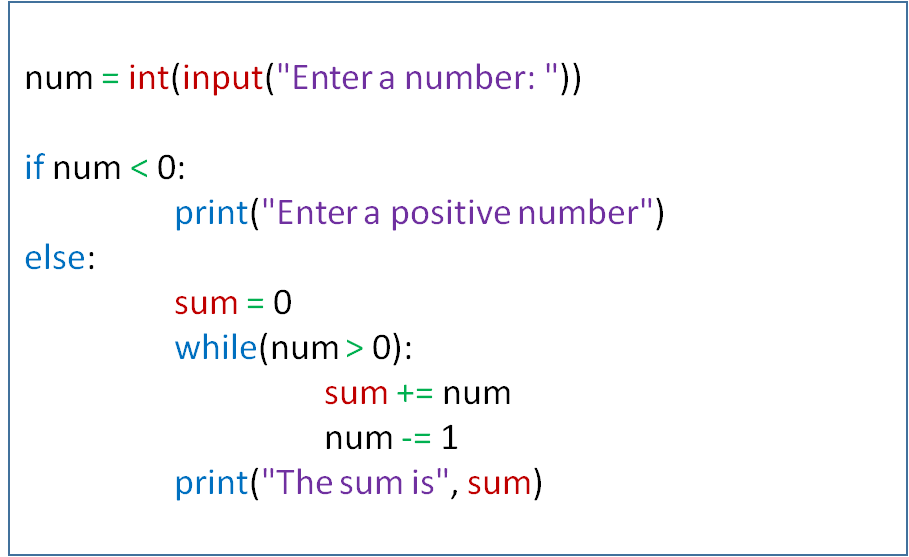 num = int(input("Enter a number: "))
if num < 0:
print("Enter a positive number")
else:
sum = 0
while(num > 0):
sum += num
num -= 1
print("The sum is", sum)